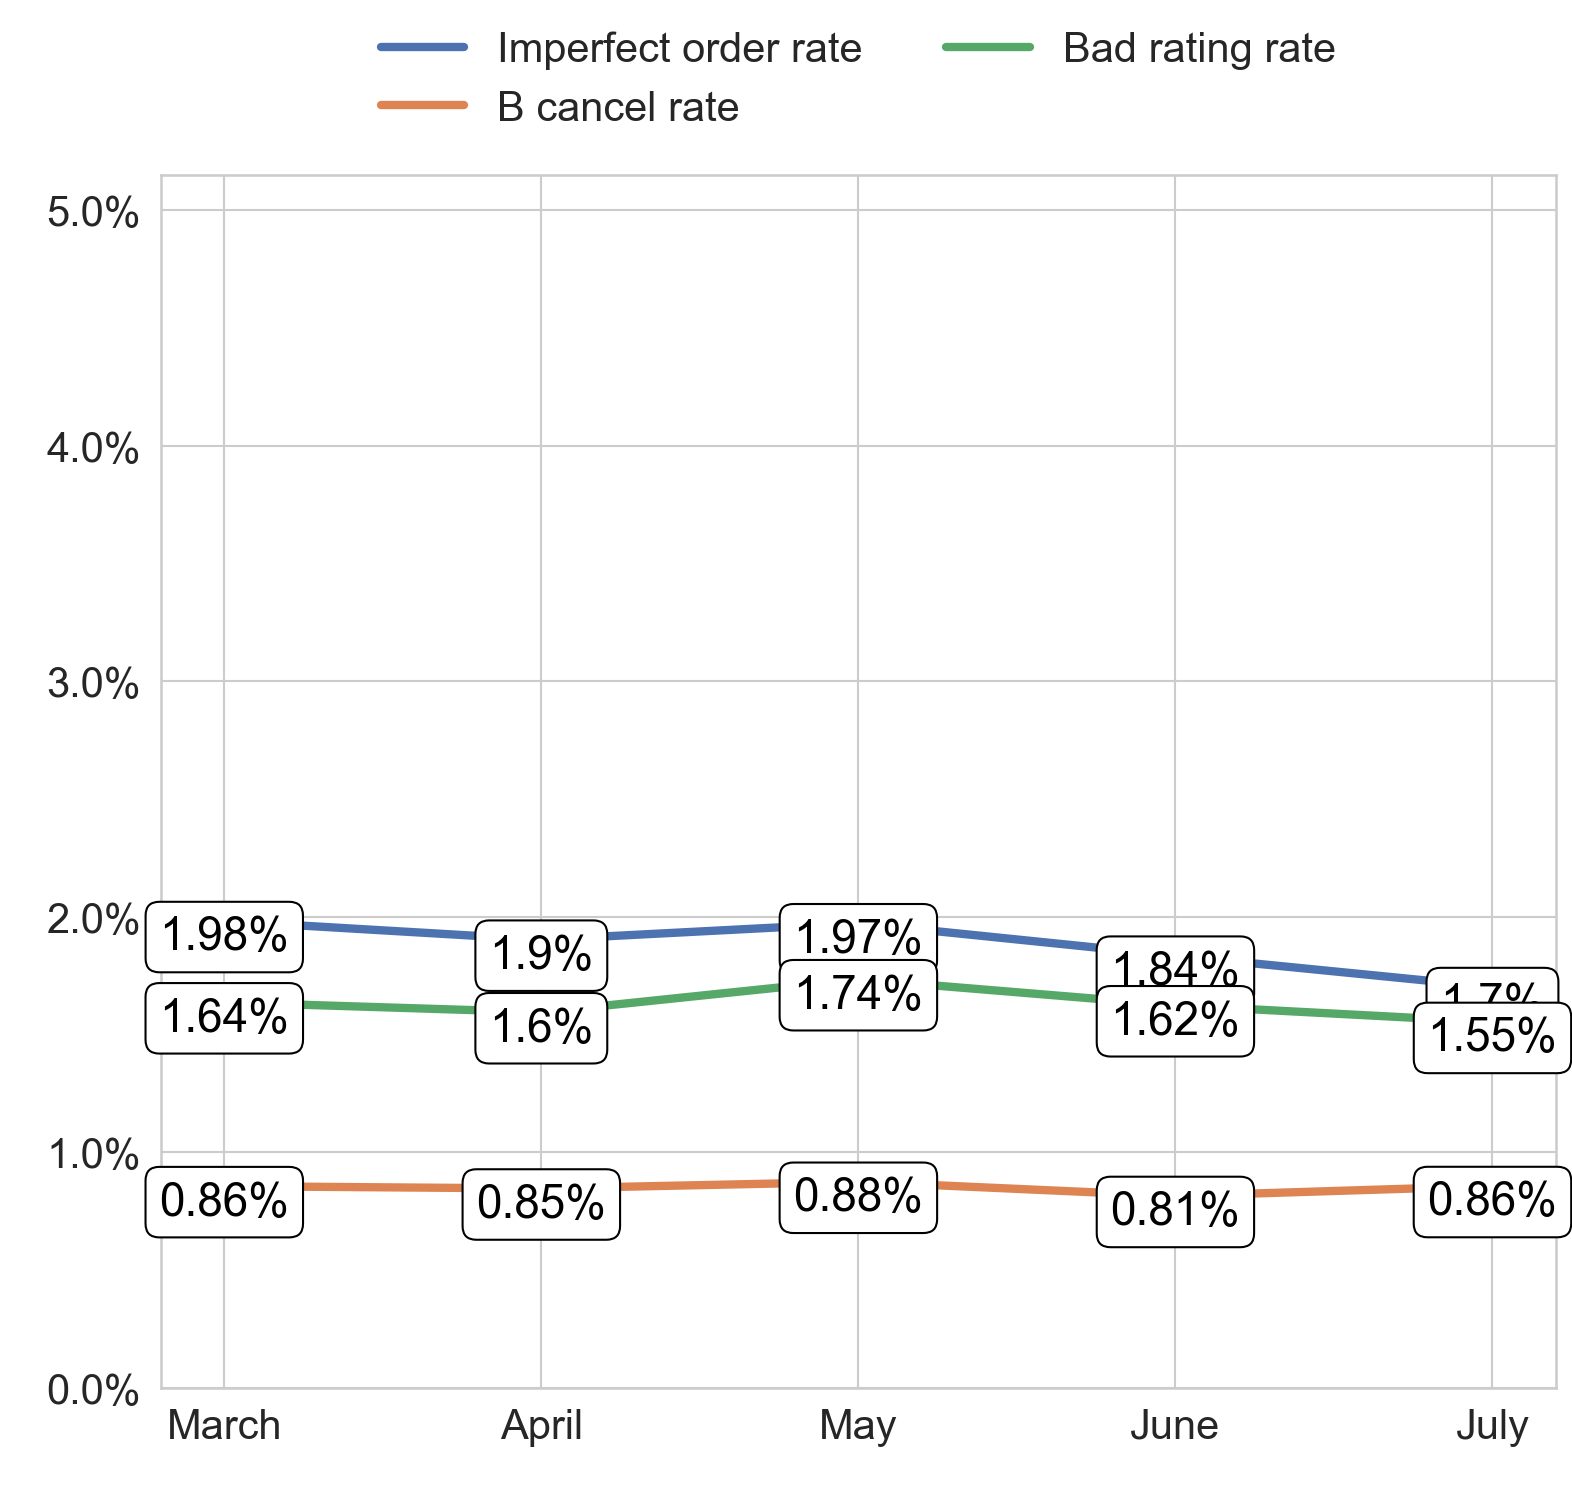 Imperfect order rate
Bad rating rate
B cancel rate
5.0%
4.0%
3.0%
2.0%
1.0%
0.0%
1.98%
1.9%
1.97%
1.84%
1.7%
1.64%
1.6%
1.74%
1.62%
1.55%
0.86%
0.85%
0.88%
0.81%
0.86%
March
April
May
June
July